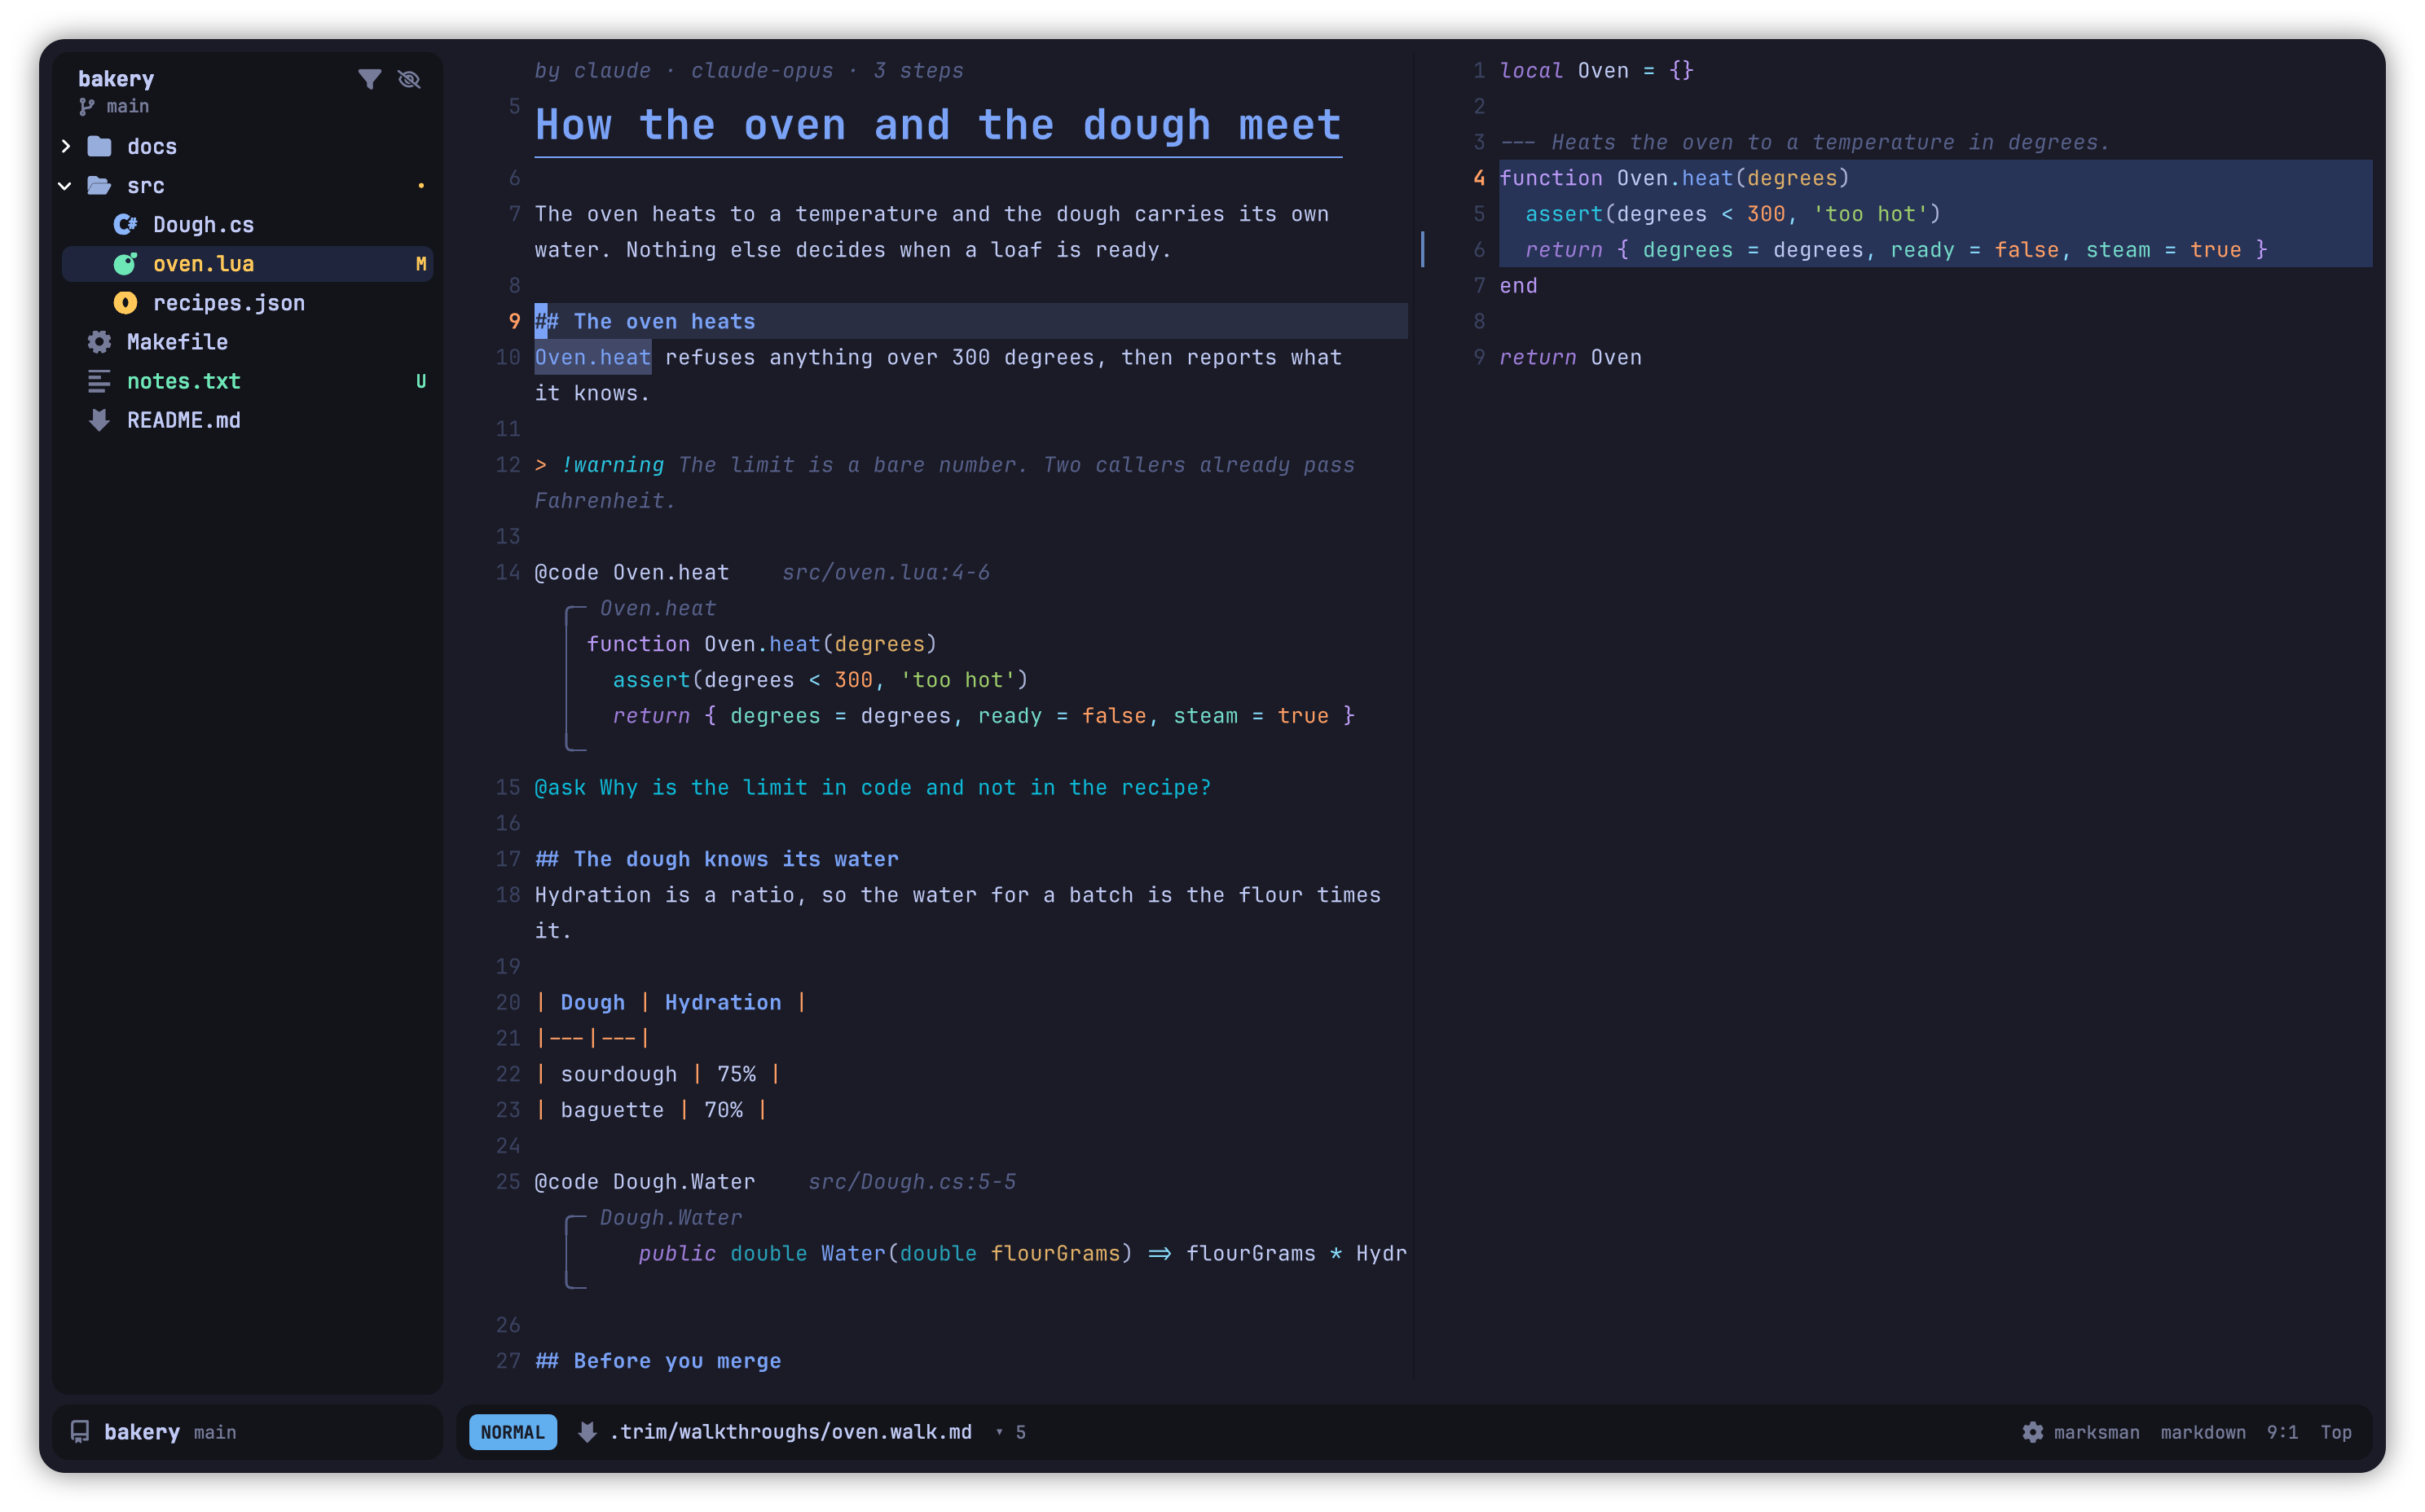 bakery
main
docs
src
Dough.cs
oven.lua M
recipes.json
Makefile
notes.txt U
README.md
bakery main
by claude · claude-opus · 3 steps
5 How the oven and the dough meet
6
7 The oven heats to a temperature and the dough carries its own
water. Nothing else decides when a loaf is ready.
8
9 ## The oven heats
10 Oven.heat refuses anything over 300 degrees, then reports what
it knows.
11
12 > !warning The limit is a bare number. Two callers already pass
Fahrenheit.
13
14 @code Oven.heat src/oven.lua:4-6
Oven.heat
function Oven.heat(degrees)
assert(degrees < 300, 'too hot')
return { degrees = degrees, ready = false, steam = true }
15 @ask Why is the limit in code and not in the recipe?
16
17 ## The dough knows its water
18 Hydration is a ratio, so the water for a batch is the flour times
it.
19
20 | Dough | Hydration |
21 |---|---|
22 | sourdough | 75% |
23 | baguette | 70% |
24
25 @code Dough.Water src/Dough.cs:5-5
Dough.Water
public double Water(double flourGrams) => flourGrams * Hydr
26
27 ## Before you merge
1 local Oven = {}
2
3 --- Heats the oven to a temperature in degrees.
4 function Oven.heat(degrees)
5 assert(degrees < 300, 'too hot')
6 return { degrees = degrees, ready = false, steam = true }
7 end
8
9 return Oven
NORMAL .trim/walkthroughs/oven.walk.md ▾ 5 marksman markdown 9:1 Top